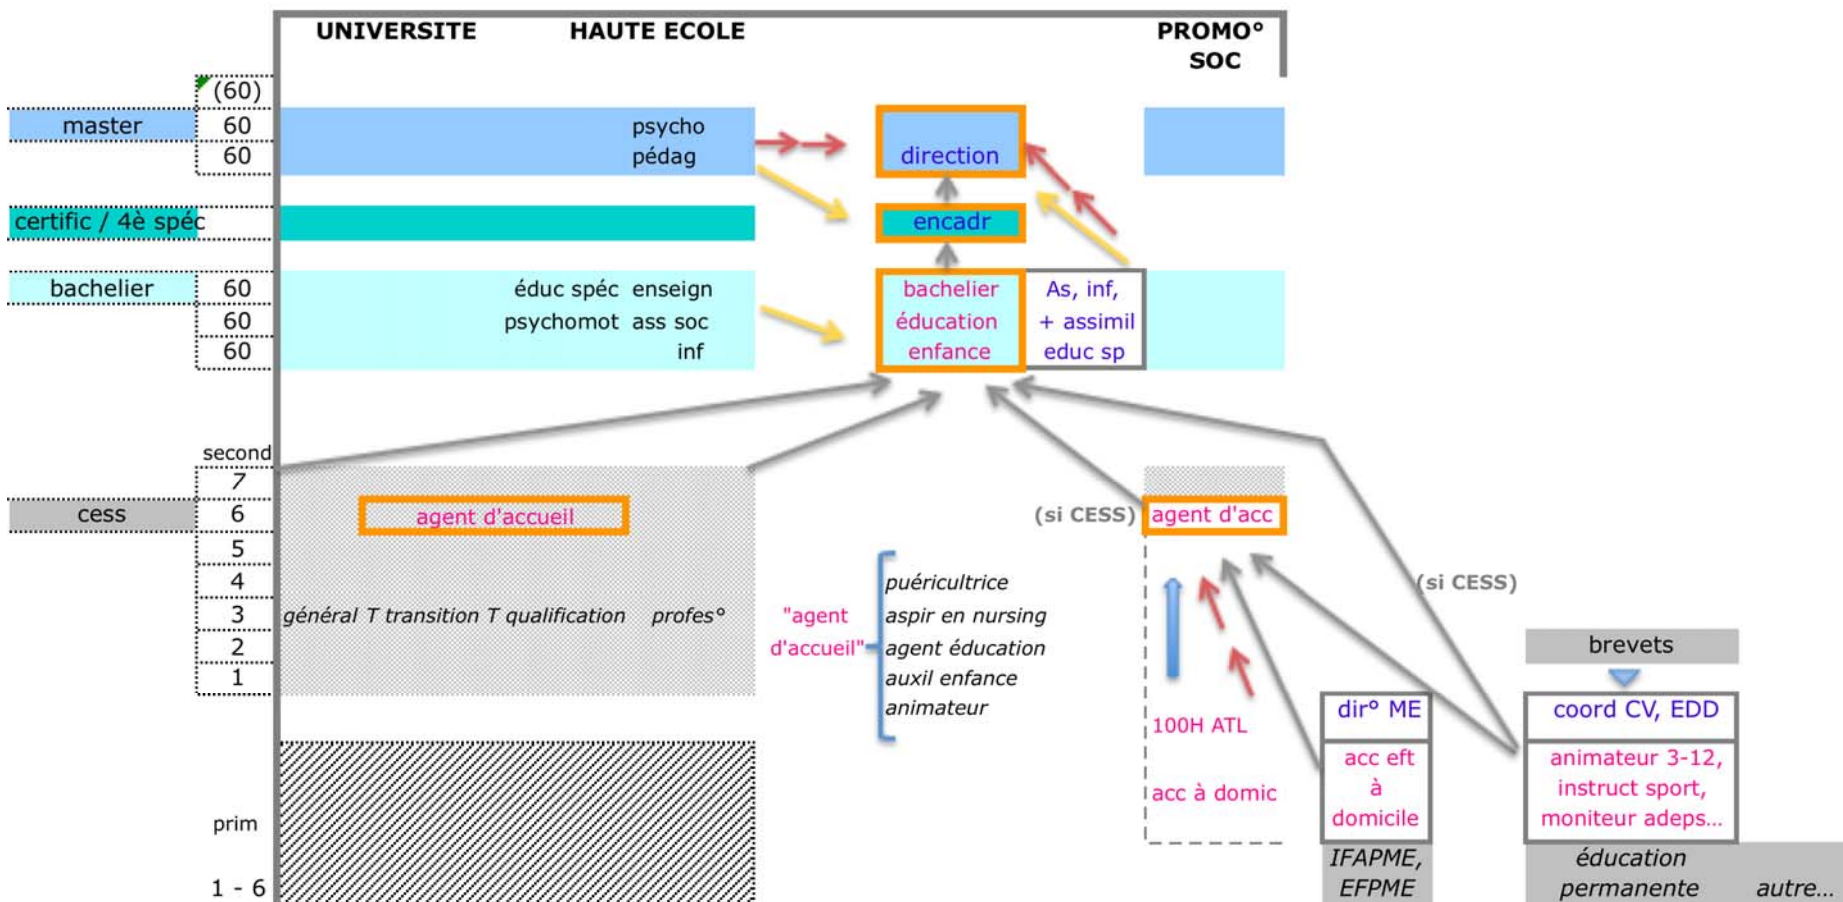 UNIVERSITE HAUTE ECOLE PROMO°
SOC
(60)
master 60 psycho
60 pédag direction
certific / 4è spéc encadr
bachelier 60 éduc spéc enseign bachelier As, inf,
60 psychomot ass soc éducation + assimil
60 inf enfance educ sp
second
7
cess 6 agent d'accueil (si CESS) agent d'acc
5
4 puéricultrice (si CESS)
3 général T transition T qualification profes° "agent aspir en nursing
2 d'accueil" agent éducation brevets
1 auxil enfance
animateur
100H ATL dir° ME coord CV, EDD
acc eft animateur 3-12,
acc à domic à instruct sport,
prim domicile moniteur adeps...
IFAPME, éducation
1 - 6 EFPME permanente autre...